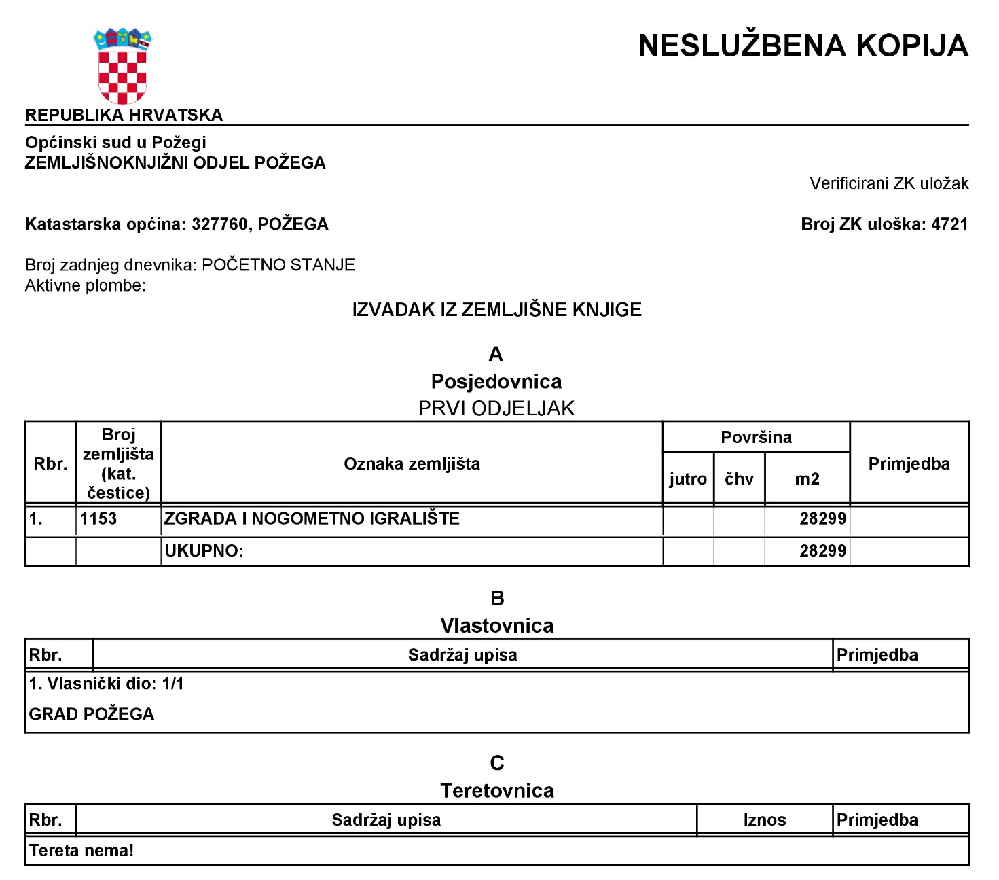 NESLUŽBENA KOPIJA
REPUBLIKA HRVATSKA
Općinski sud u Požegi
ZEMLJIŠNOKNJIŽNI ODJEL POŽEGA
Verificirani ZK uložak
Katastarska općina: 327760, POŽEGA
Broj ZK uloška: 4721
Broj zadnjeg dnevnika: POČETNO STANJE
Aktivne plombe:
IZVADAK IZ ZEMLJIŠNE KNJIGE
A
Posjedovnica
PRVI ODJELJAK
Rbr.
Broj
zemljišta
(kat.
čestice)
Oznaka zemljišta
Površina
jutro
čhv
m2
Primjedba
1. 1153 ZGRADA I NOGOMETNO IGRALIŠTE 28299
UKUPNO: 28299
B
Vlastovnica
Rbr. Sadržaj upisa Primjedba
1. Vlasnički dio: 1/1
GRAD POŽEGA
C
Teretovnica
Rbr. Sadržaj upisa Iznos Primjedba
Tereta nema!